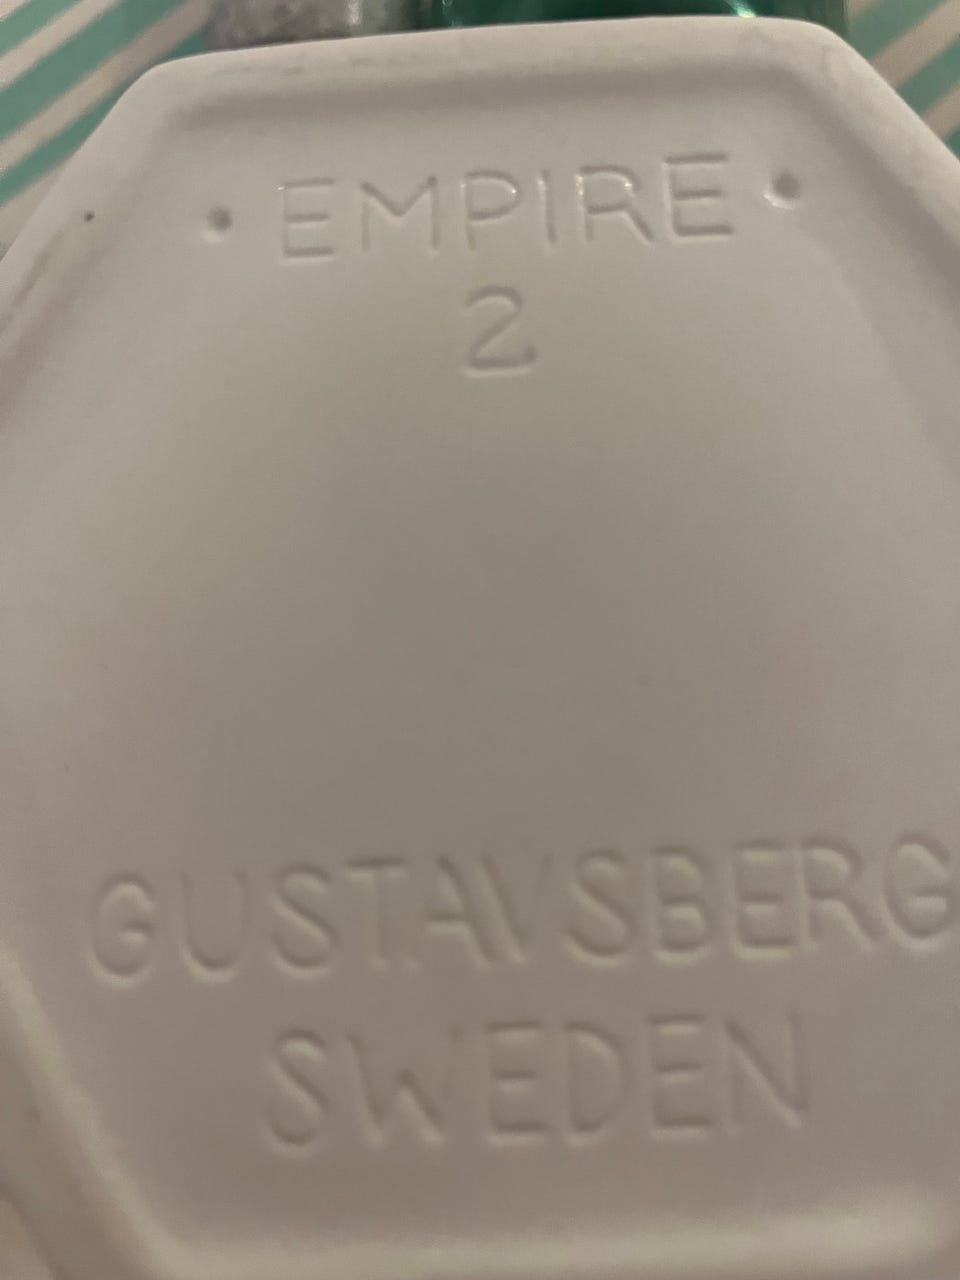 • EMPIRE •
2
GUSTAVSBERG
SWEDEN